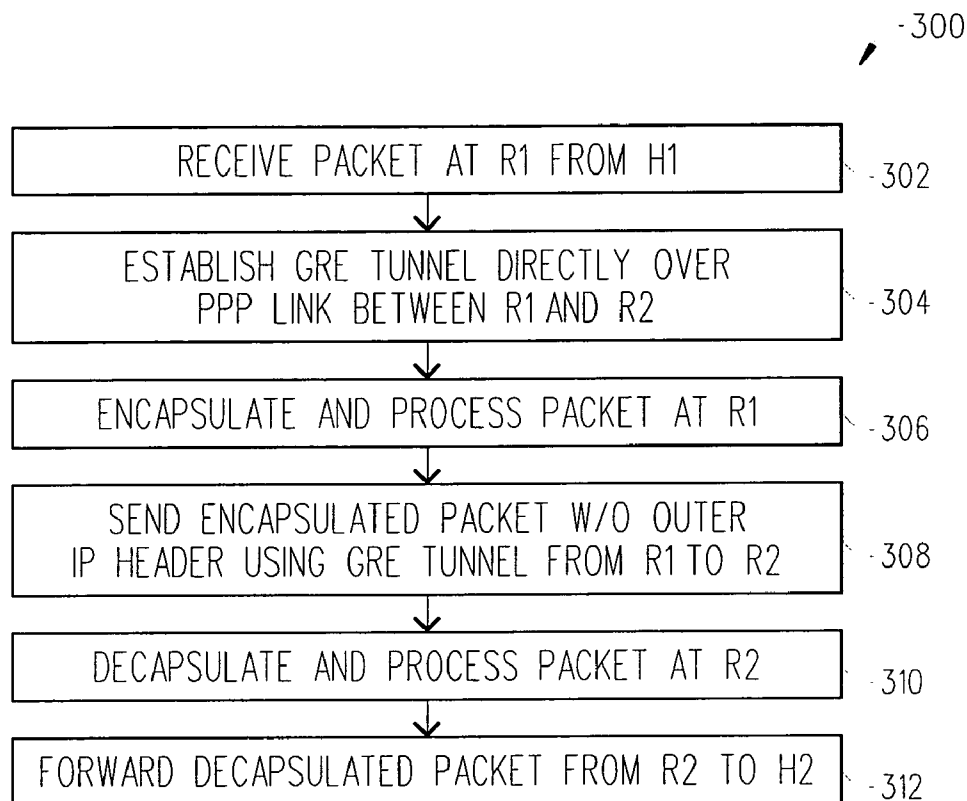 300
RECEIVE PACKET AT R1 FROM H1
302
ESTABLISH GRE TUNNEL DIRECTLY OVER
PPP LINK BETWEEN R1 AND R2
304
ENCAPSULATE AND PROCESS PACKET AT R1
306
SEND ENCAPSULATED PACKET W/O OUTER
IP HEADER USING GRE TUNNEL FROM R1 TO R2
308
DECAPSULATE AND PROCESS PACKET AT R2
310
FORWARD DECAPSULATED PACKET FROM R2 TO H2
312